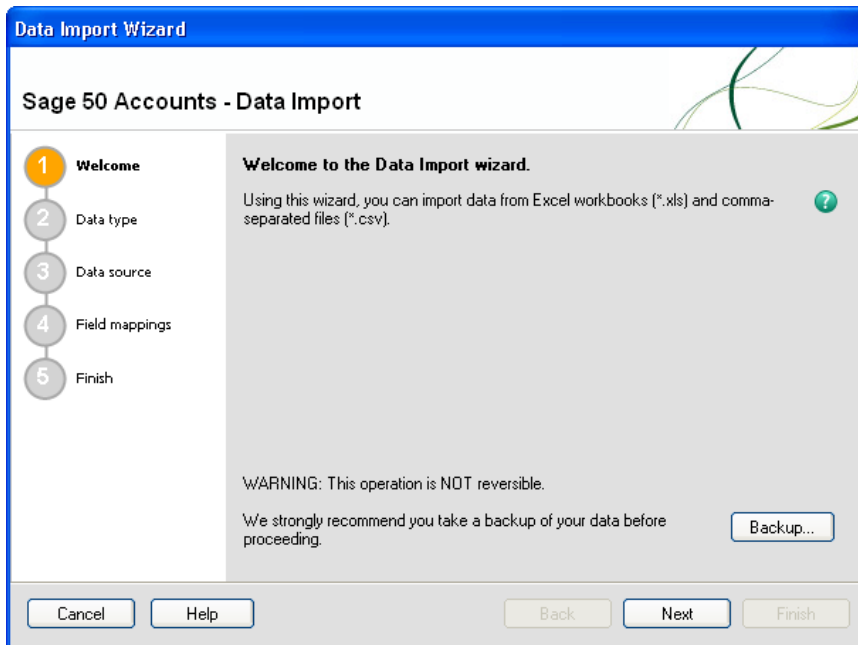 Data Import Wizard
Sage 50 Accounts - Data Import
1 Welcome
2 Data type
3 Data source
4 Field mappings
5 Finish
Welcome to the Data Import wizard.
Using this wizard, you can import data from Excel workbooks (*.xls) and comma-
separated files (*.csv).
?
WARNING: This operation is NOT reversible.
We strongly recommend you take a backup of your data before
proceeding.
Backup...
Cancel Help Back Next Finish